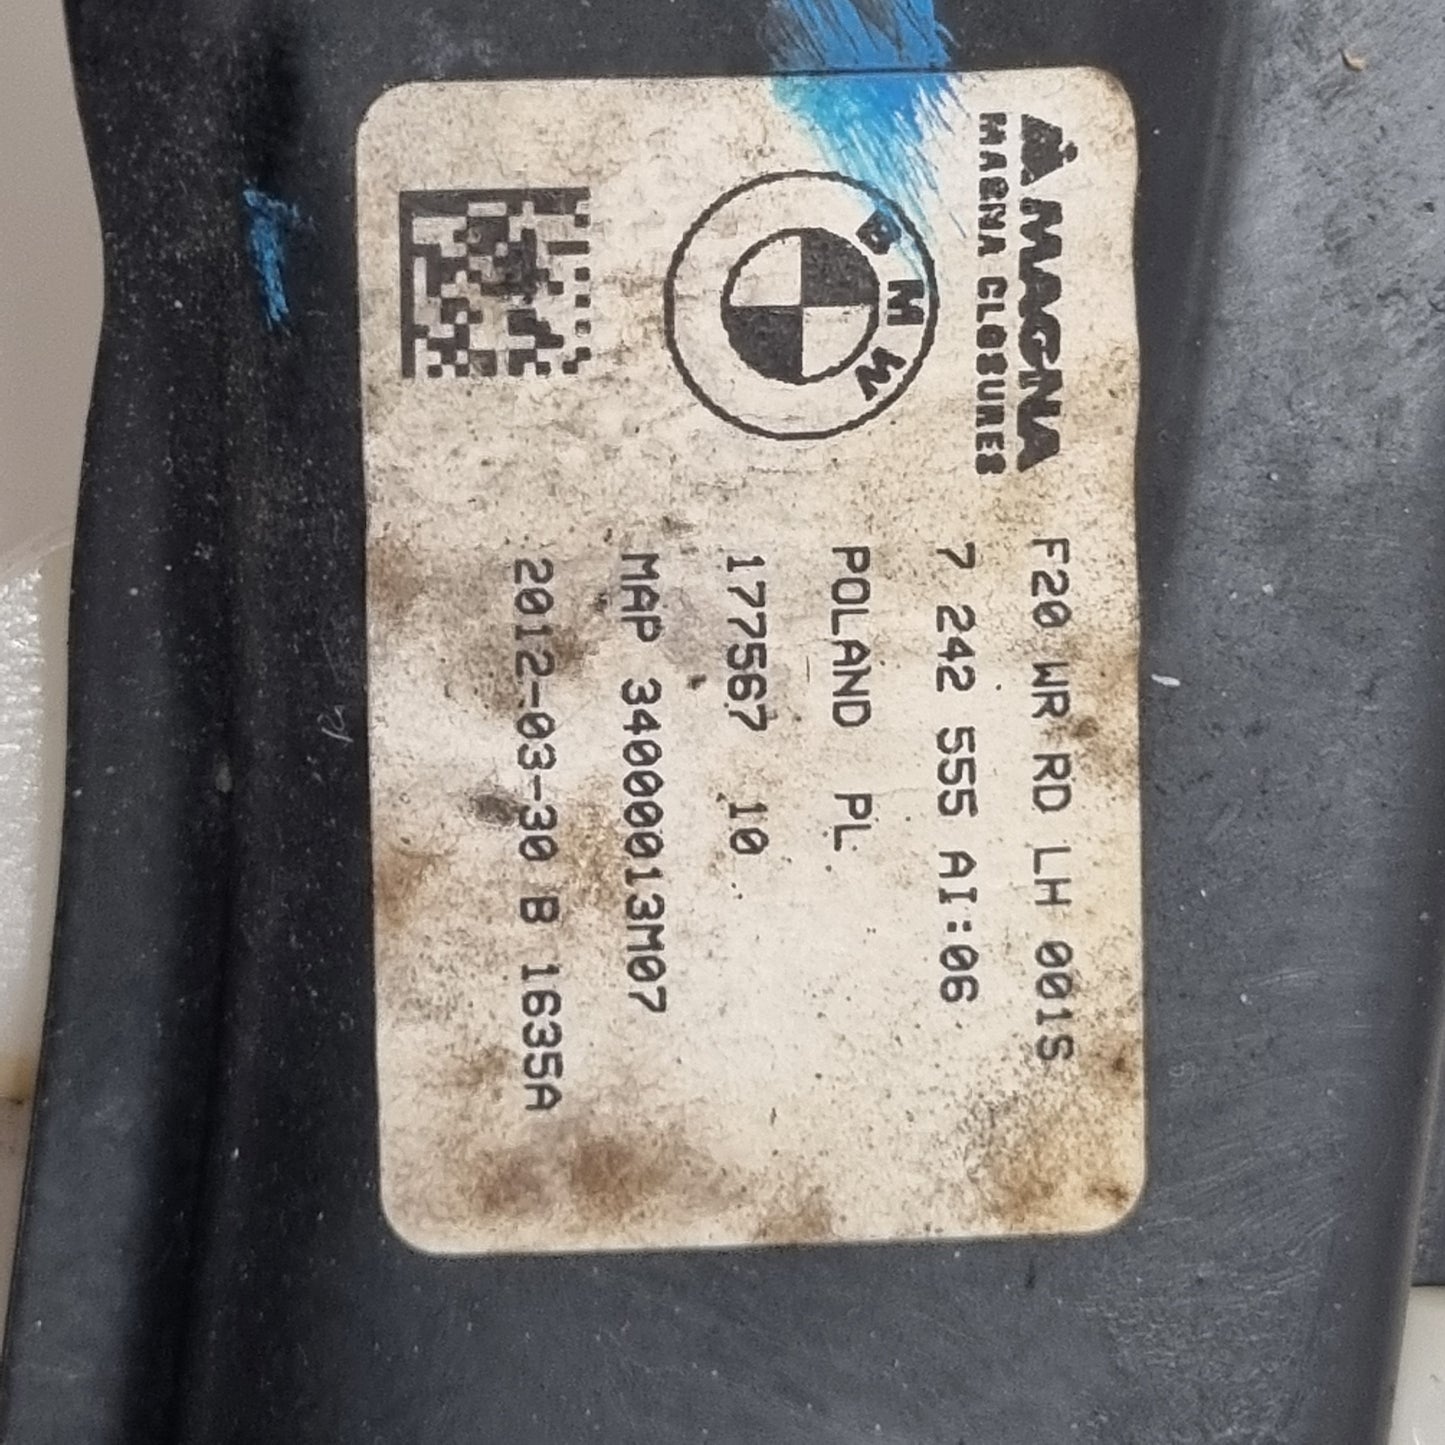 MAGNA
MAGNA CLOSURES
BMW
F20 WR RD LH 001S
7 242 555 AI:06
POLAND PL
177567 10
MAP 34000013M07
2012-03-30 B 1635A